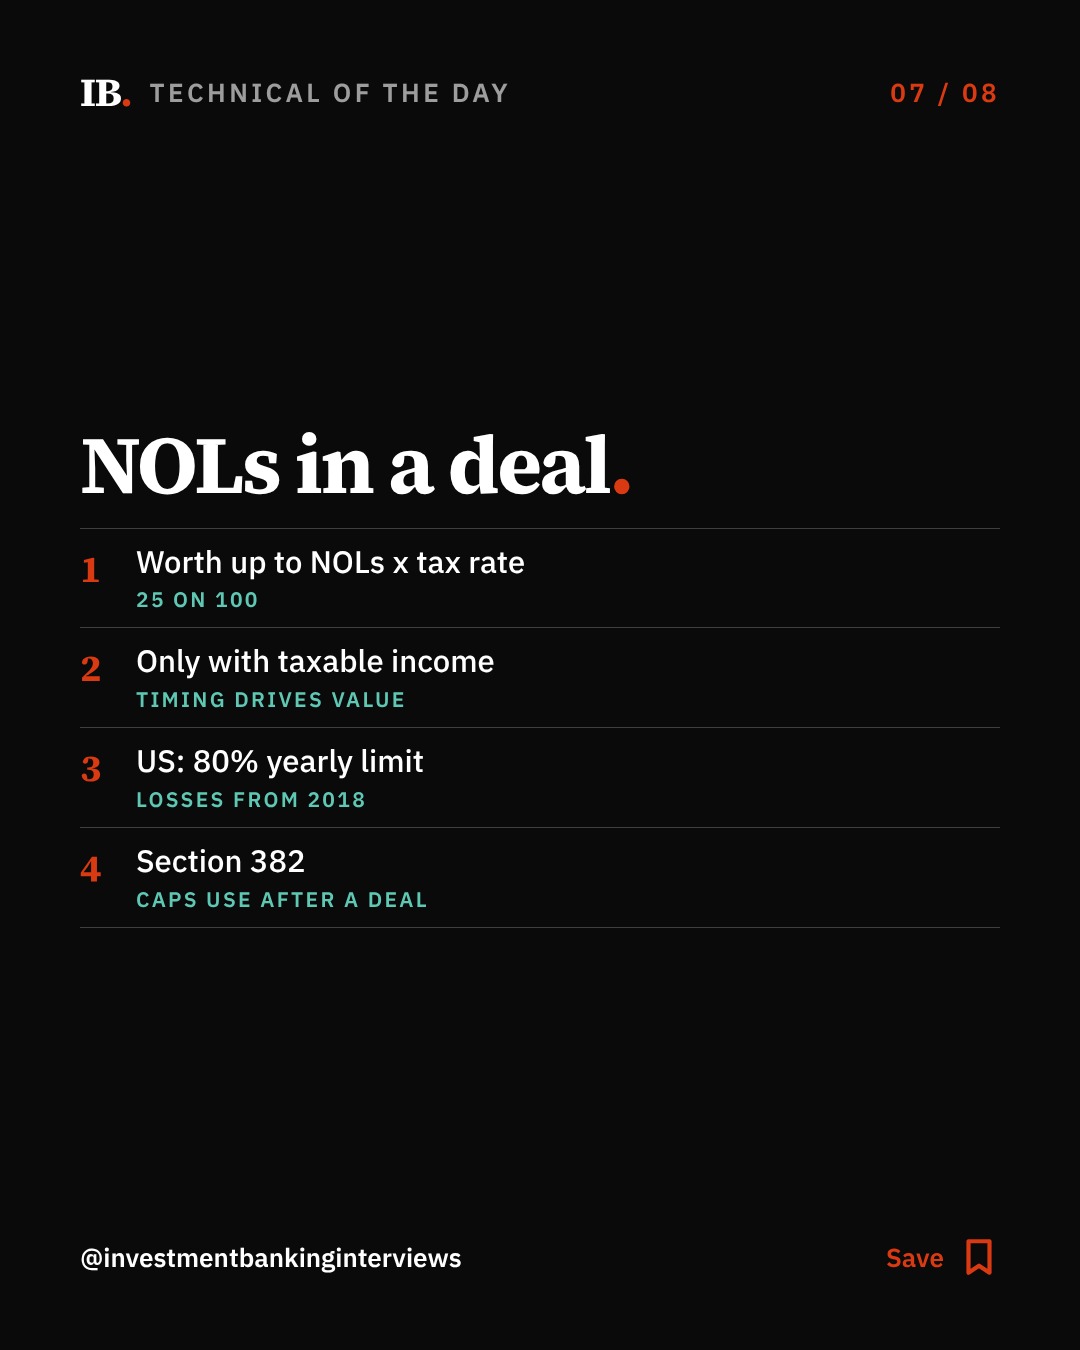 IB. TECHNICAL OF THE DAY
07 / 08
NOLs in a deal.
1 Worth up to NOLs x tax rate
25 ON 100
2 Only with taxable income
TIMING DRIVES VALUE
3 US: 80% yearly limit
LOSSES FROM 2018
4 Section 382
CAPS USE AFTER A DEAL
@investmentbankinginterviews
Save